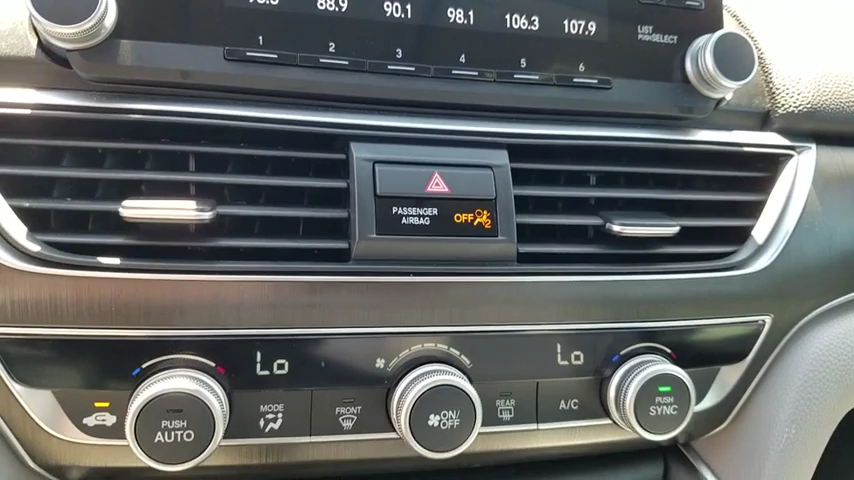 88.9 90.1 98.1 106.3 107.9
LIST
PUSH SELECT
1 2 3 4 5 6
PASSENGER
AIRBAG
OFF 2
Lo Lo
PUSH
AUTO
MODE
FRONT
ON/
OFF
REAR
A/C
PUSH
SYNC